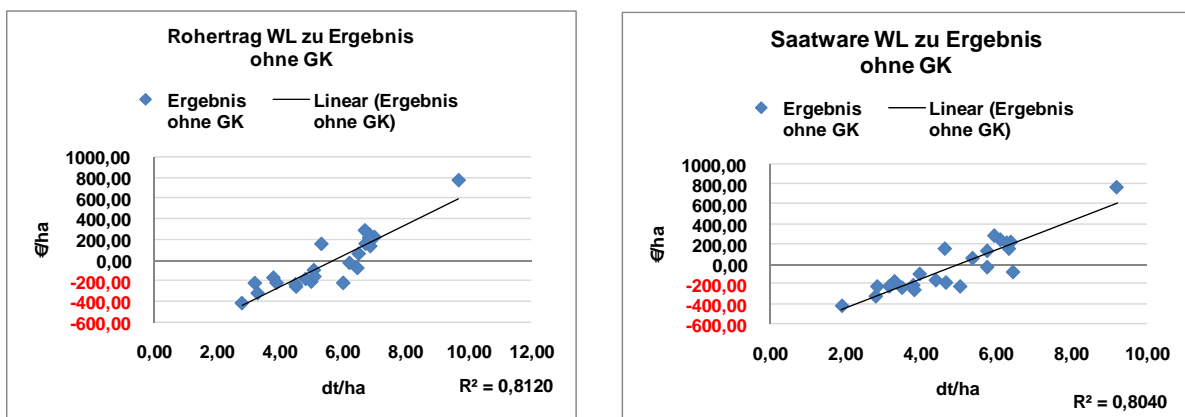 Rohertrag WL zu Ergebnis
ohne GK
Ergebnis
ohne GK
Linear (Ergebnis
ohne GK)
1000,00
800,00
600,00
400,00
200,00
0,00
-200,00
-400,00
-600,00
€/ha
0,00 2,00 4,00 6,00 8,00 10,00 12,00
dt/ha
R² = 0,8120
Saatware WL zu Ergebnis
ohne GK
Ergebnis
ohne GK
Linear (Ergebnis
ohne GK)
1000,00
800,00
600,00
400,00
200,00
0,00
-200,00
-400,00
-600,00
€/ha
0,00 2,00 4,00 6,00 8,00 10,00
dt/ha
R² = 0,8040